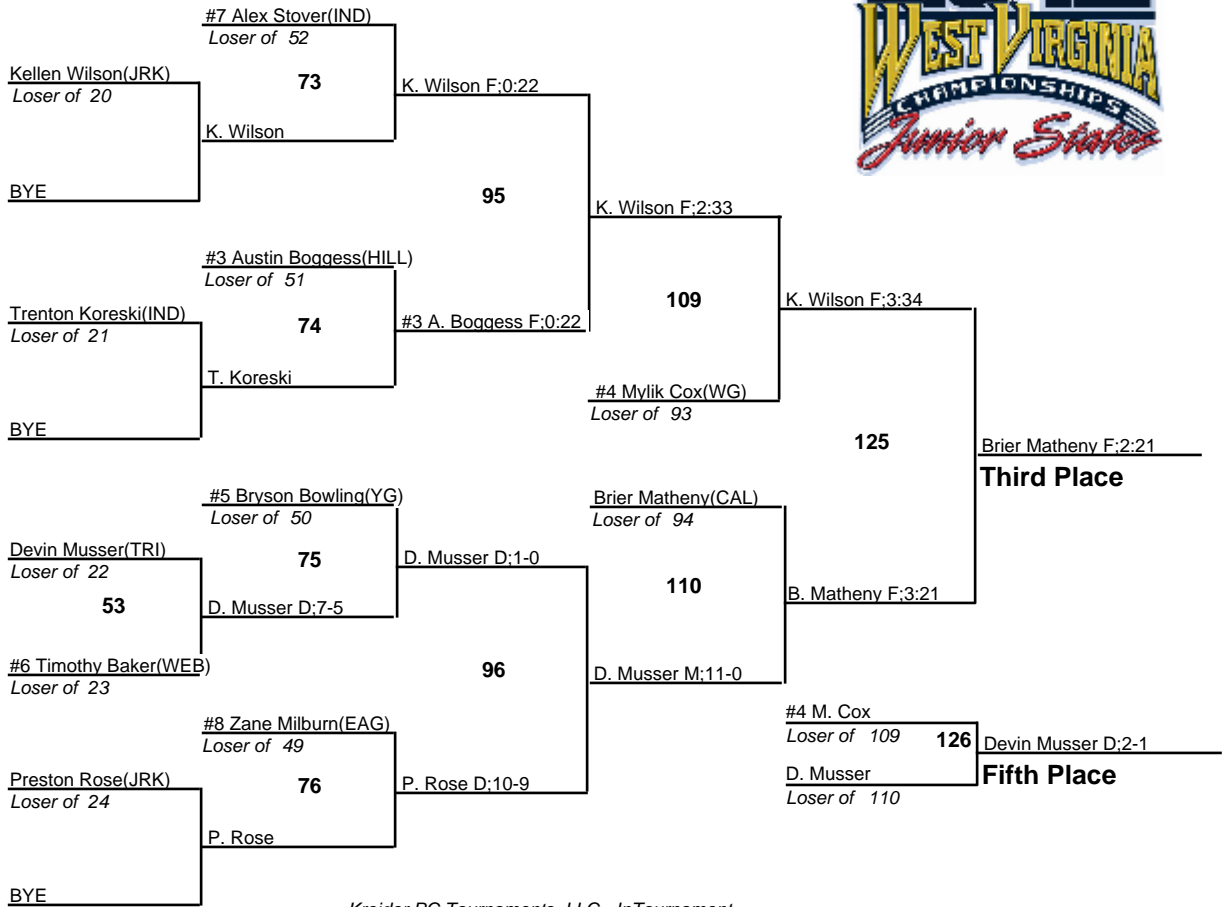 #7 Alex Stover(IND)
Loser of 52
WEST VIRGINIA
CHAMPIONSHIPS
Junior States
Kellen Wilson(JRK)
Loser of 20
73
K. Wilson F;0:22
K. Wilson
BYE
95
K. Wilson F;2:33
#3 Austin Boggess(HILL)
Loser of 51
109
K. Wilson F;3:34
Trenton Koreski(IND)
Loser of 21
74
#3 A. Boggess F;0:22
T. Koreski
#4 Mylik Cox(WG)
Loser of 93
BYE
125
Brier Matheny F;2:21
Third Place
#5 Bryson Bowling(YG)
Loser of 50
Brier Matheny(CAL)
Loser of 94
Devin Musser(TRI)
Loser of 22
75
D. Musser D;1-0
110
53
D. Musser D;7-5
B. Matheny F;3:21
#6 Timothy Baker(WEB)
Loser of 23
96
D. Musser M;11-0
#8 Zane Milburn(EAG)
Loser of 49
#4 M. Cox
Loser of 109
126
Devin Musser D;2-1
Fifth Place
Preston Rose(JRK)
Loser of 24
76
P. Rose D;10-9
D. Musser
Loser of 110
P. Rose
BYE